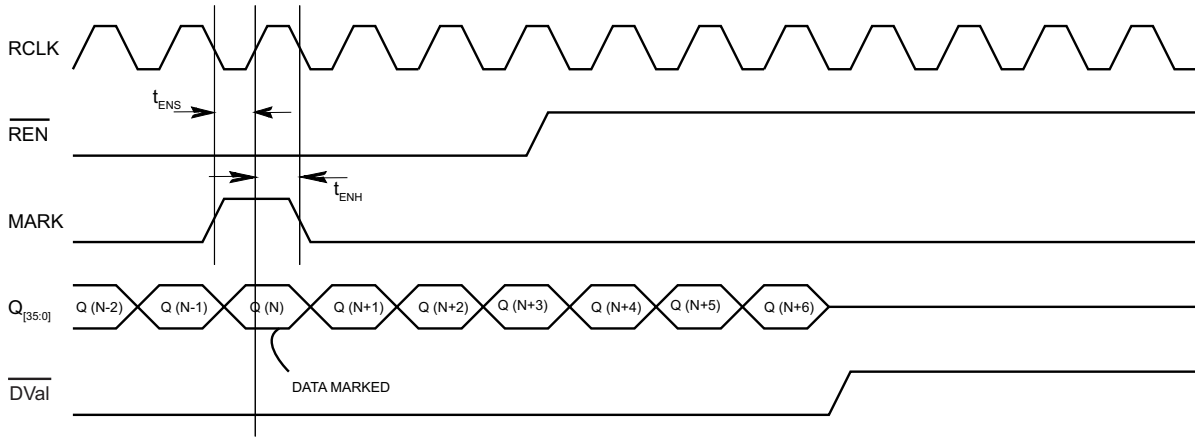 RCLK
tENS
REN
tENH
MARK
Q[35:0]
Q (N-2) Q (N-1) Q (N) Q (N+1) Q (N+2) Q (N+3) Q (N+4) Q (N+5) Q (N+6)
DATA MARKED
DVal